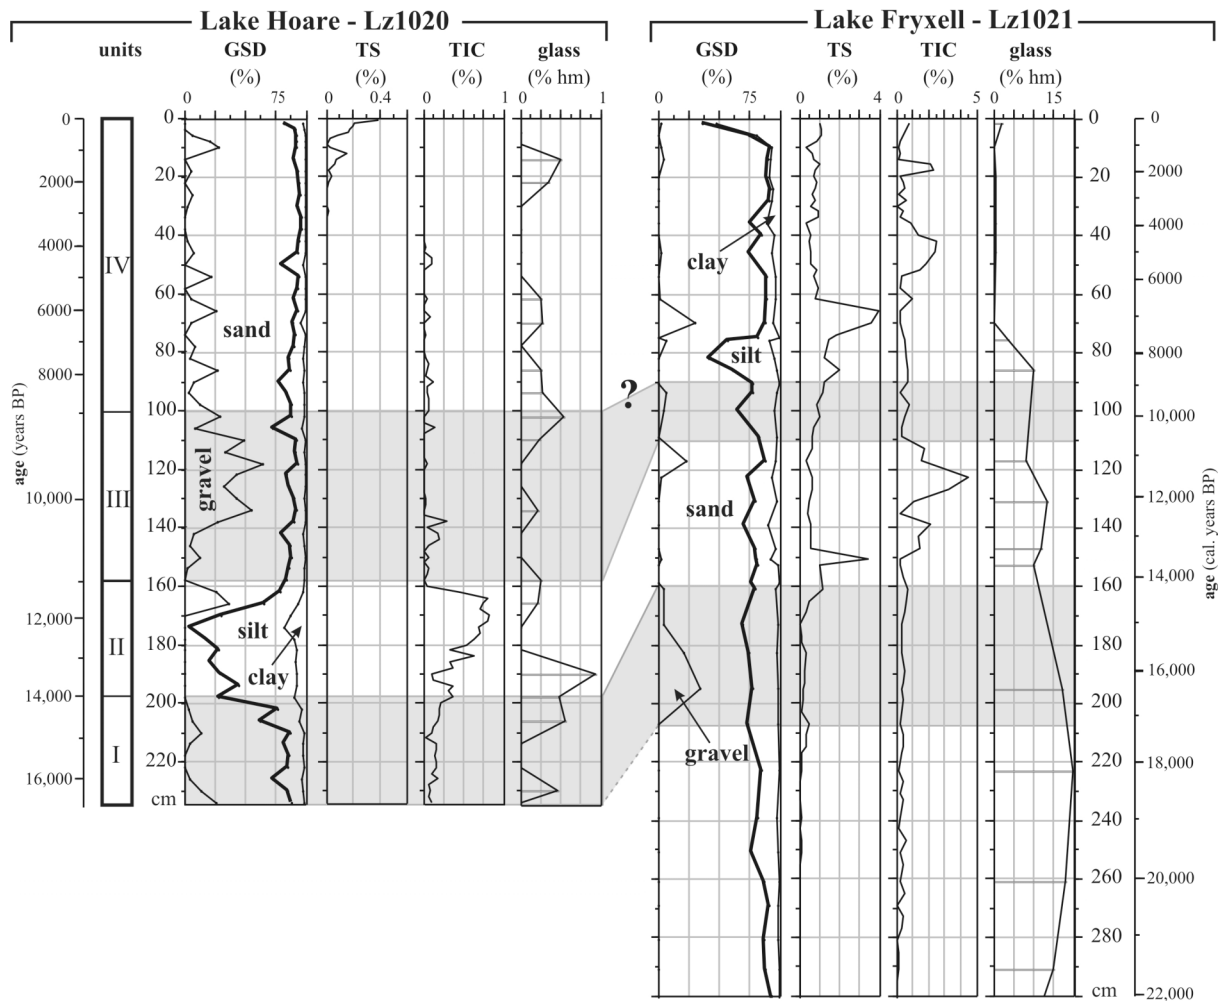 Lake Hoare - Lz1020
Lake Fryxell - Lz1021
units GSD TS TIC glass
(%) (%) (%) (% hm)
GSD TS TIC glass
(%) (%) (%) (% hm)
0 75 0 0.4 0 1 0 1
0 75 0 4 0 5 0 15
age (years BP)
0
2000
4000
6000
8000
10,000
12,000
14,000
16,000
IV
III
II
I
0
20
40
60
80
100
120
140
160
180
200
220
cm
sand
gravel
silt
clay
?
clay
silt
sand
gravel
0
20
40
60
80
100
120
140
160
180
200
220
240
260
280
cm
0
2000
4000
6000
8000
10,000
12,000
14,000
16,000
18,000
20,000
22,000
age (cal. years BP)